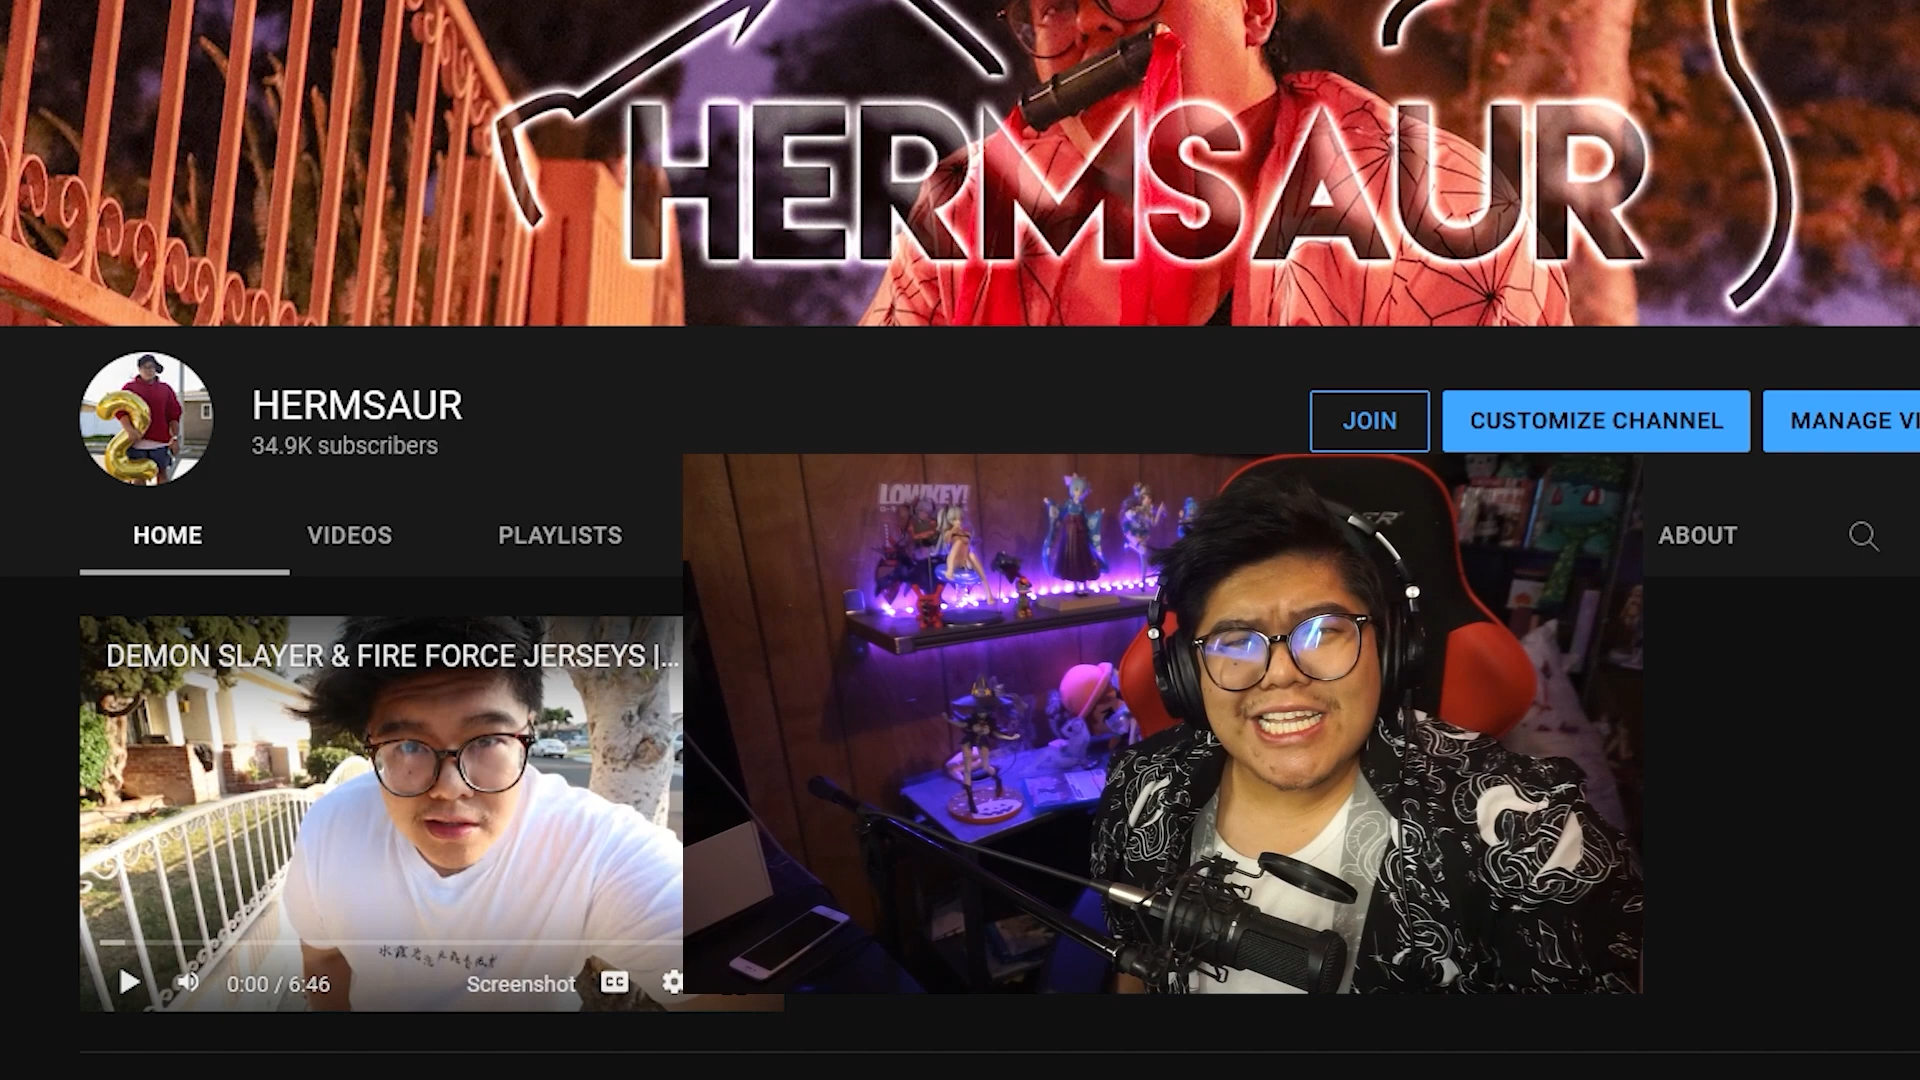 HERMSAUR
HERMSAUR
34.9K subscribers
JOIN
CUSTOMIZE CHANNEL
MANAGE VI
HOME
VIDEOS
PLAYLISTS
ABOUT
LOWKEY!
DEMON SLAYER & FIRE FORCE JERSEYS |...
0:00 / 6:46
Screenshot
CC